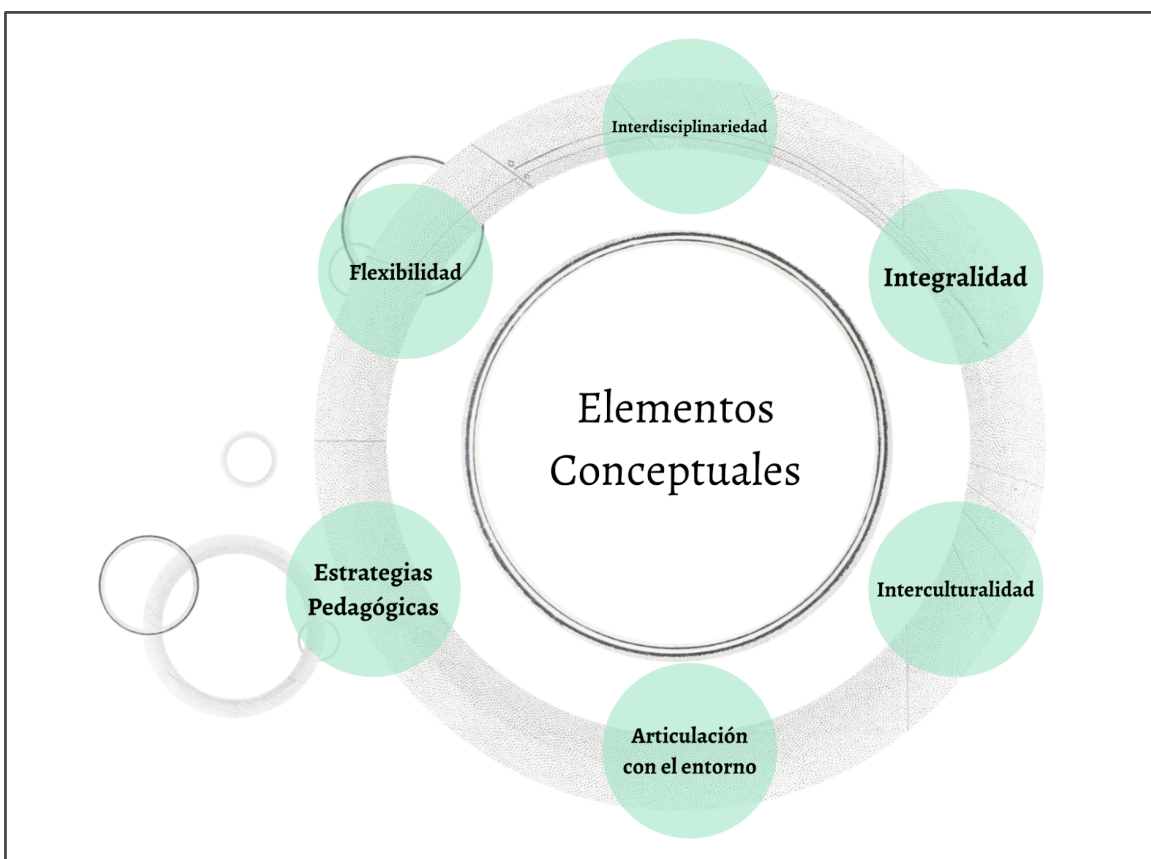 Interdisciplinariedad
Flexibilidad
Integralidad
Elementos
Conceptuales
Estrategias
Pedagógicas
Interculturalidad
Articulación
con el entorno